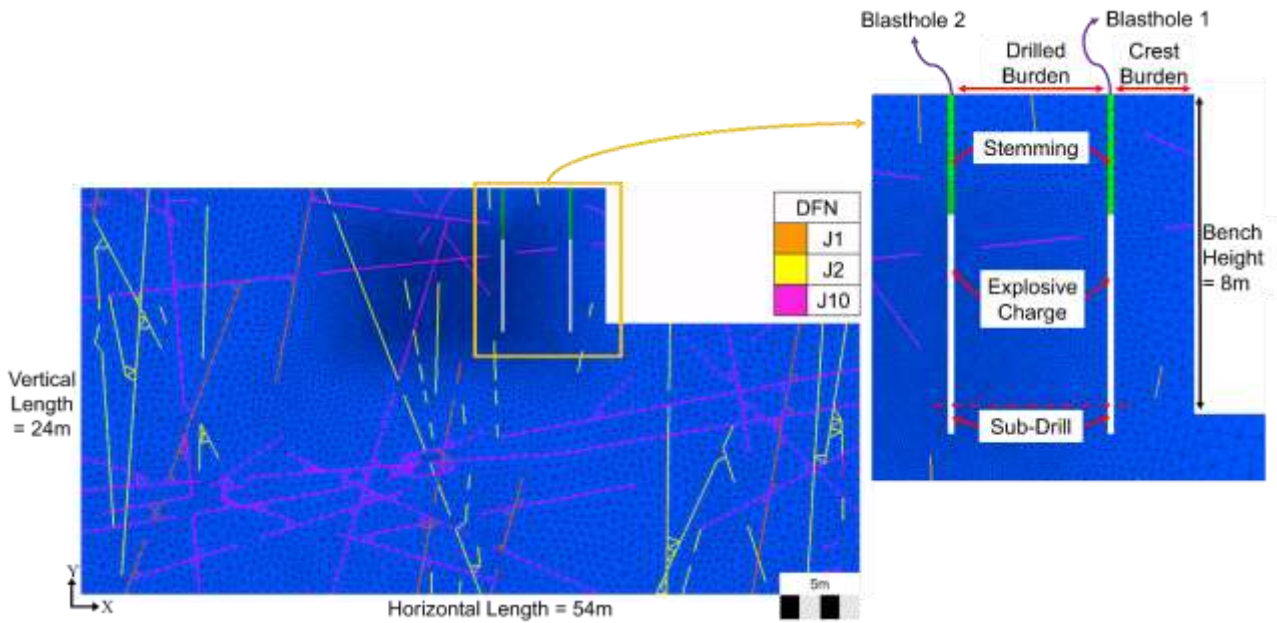 Blasthole 2
Blasthole 1
Drilled
Burden
Crest
Burden
Stemming
DFN
J1
J2
J10
Bench
Height
= 8m
Explosive
Charge
Vertical
Length
= 24m
Sub-Drill
5m
Y
X
Horizontal Length = 54m